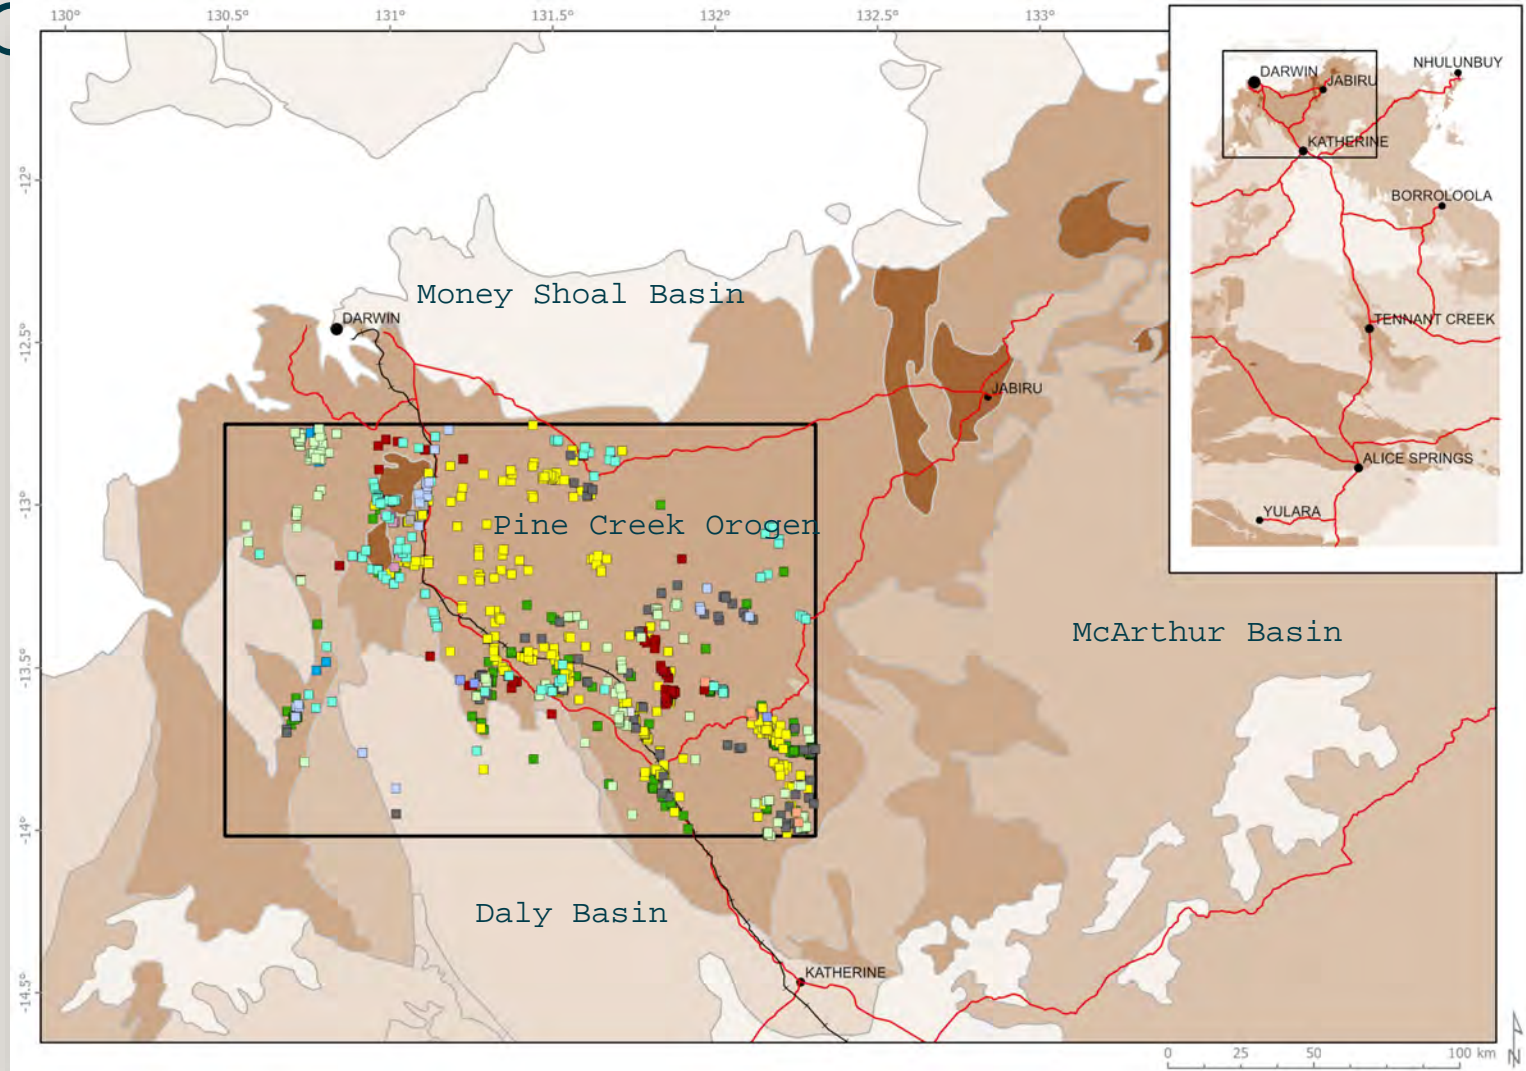 130° 130.5° 131° 131.5° 132° 132.5° 133°
-12°
-12.5°
-13°
-13.5°
-14°
-14.5°
Money Shoal Basin
DARWIN
JABIRU
Pine Creek Orogen
McArthur Basin
Daly Basin
KATHERINE
DARWIN
JABIRU
NHULUNBUY
KATHERINE
BORROLOOLA
TENNANT CREEK
ALICE SPRINGS
YULARA
0 25 50 100 km
N